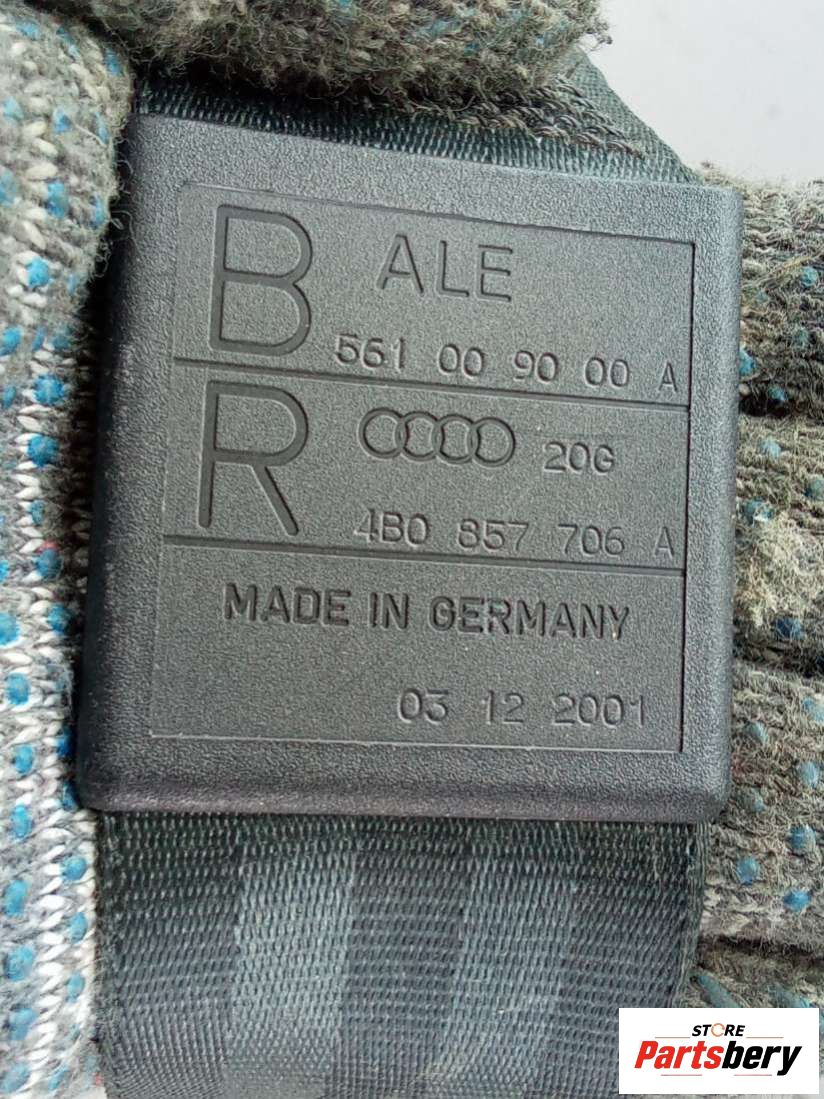 B ALE
561 00 90 00 A
R 20G
4B0 857 706 A
MADE IN GERMANY
03 12 2001
STORE
Partsbery